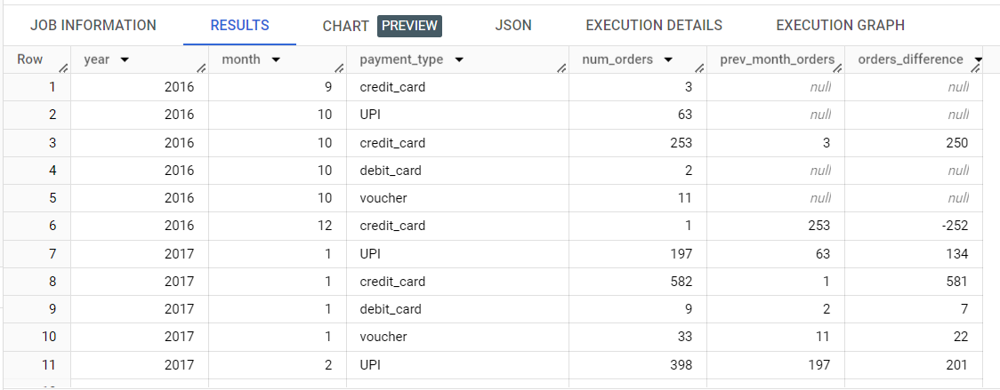 JOB INFORMATION RESULTS CHART PREVIEW JSON EXECUTION DETAILS EXECUTION GRAPH
Row year month payment_type num_orders prev_month_orders orders_difference
1 2016 9 credit_card 3 null null
2 2016 10 UPI 63 null null
3 2016 10 credit_card 253 3 250
4 2016 10 debit_card 2 null null
5 2016 10 voucher 11 null null
6 2016 12 credit_card 1 253 -252
7 2017 1 UPI 197 63 134
8 2017 1 credit_card 582 1 581
9 2017 1 debit_card 9 2 7
10 2017 1 voucher 33 11 22
11 2017 2 UPI 398 197 201